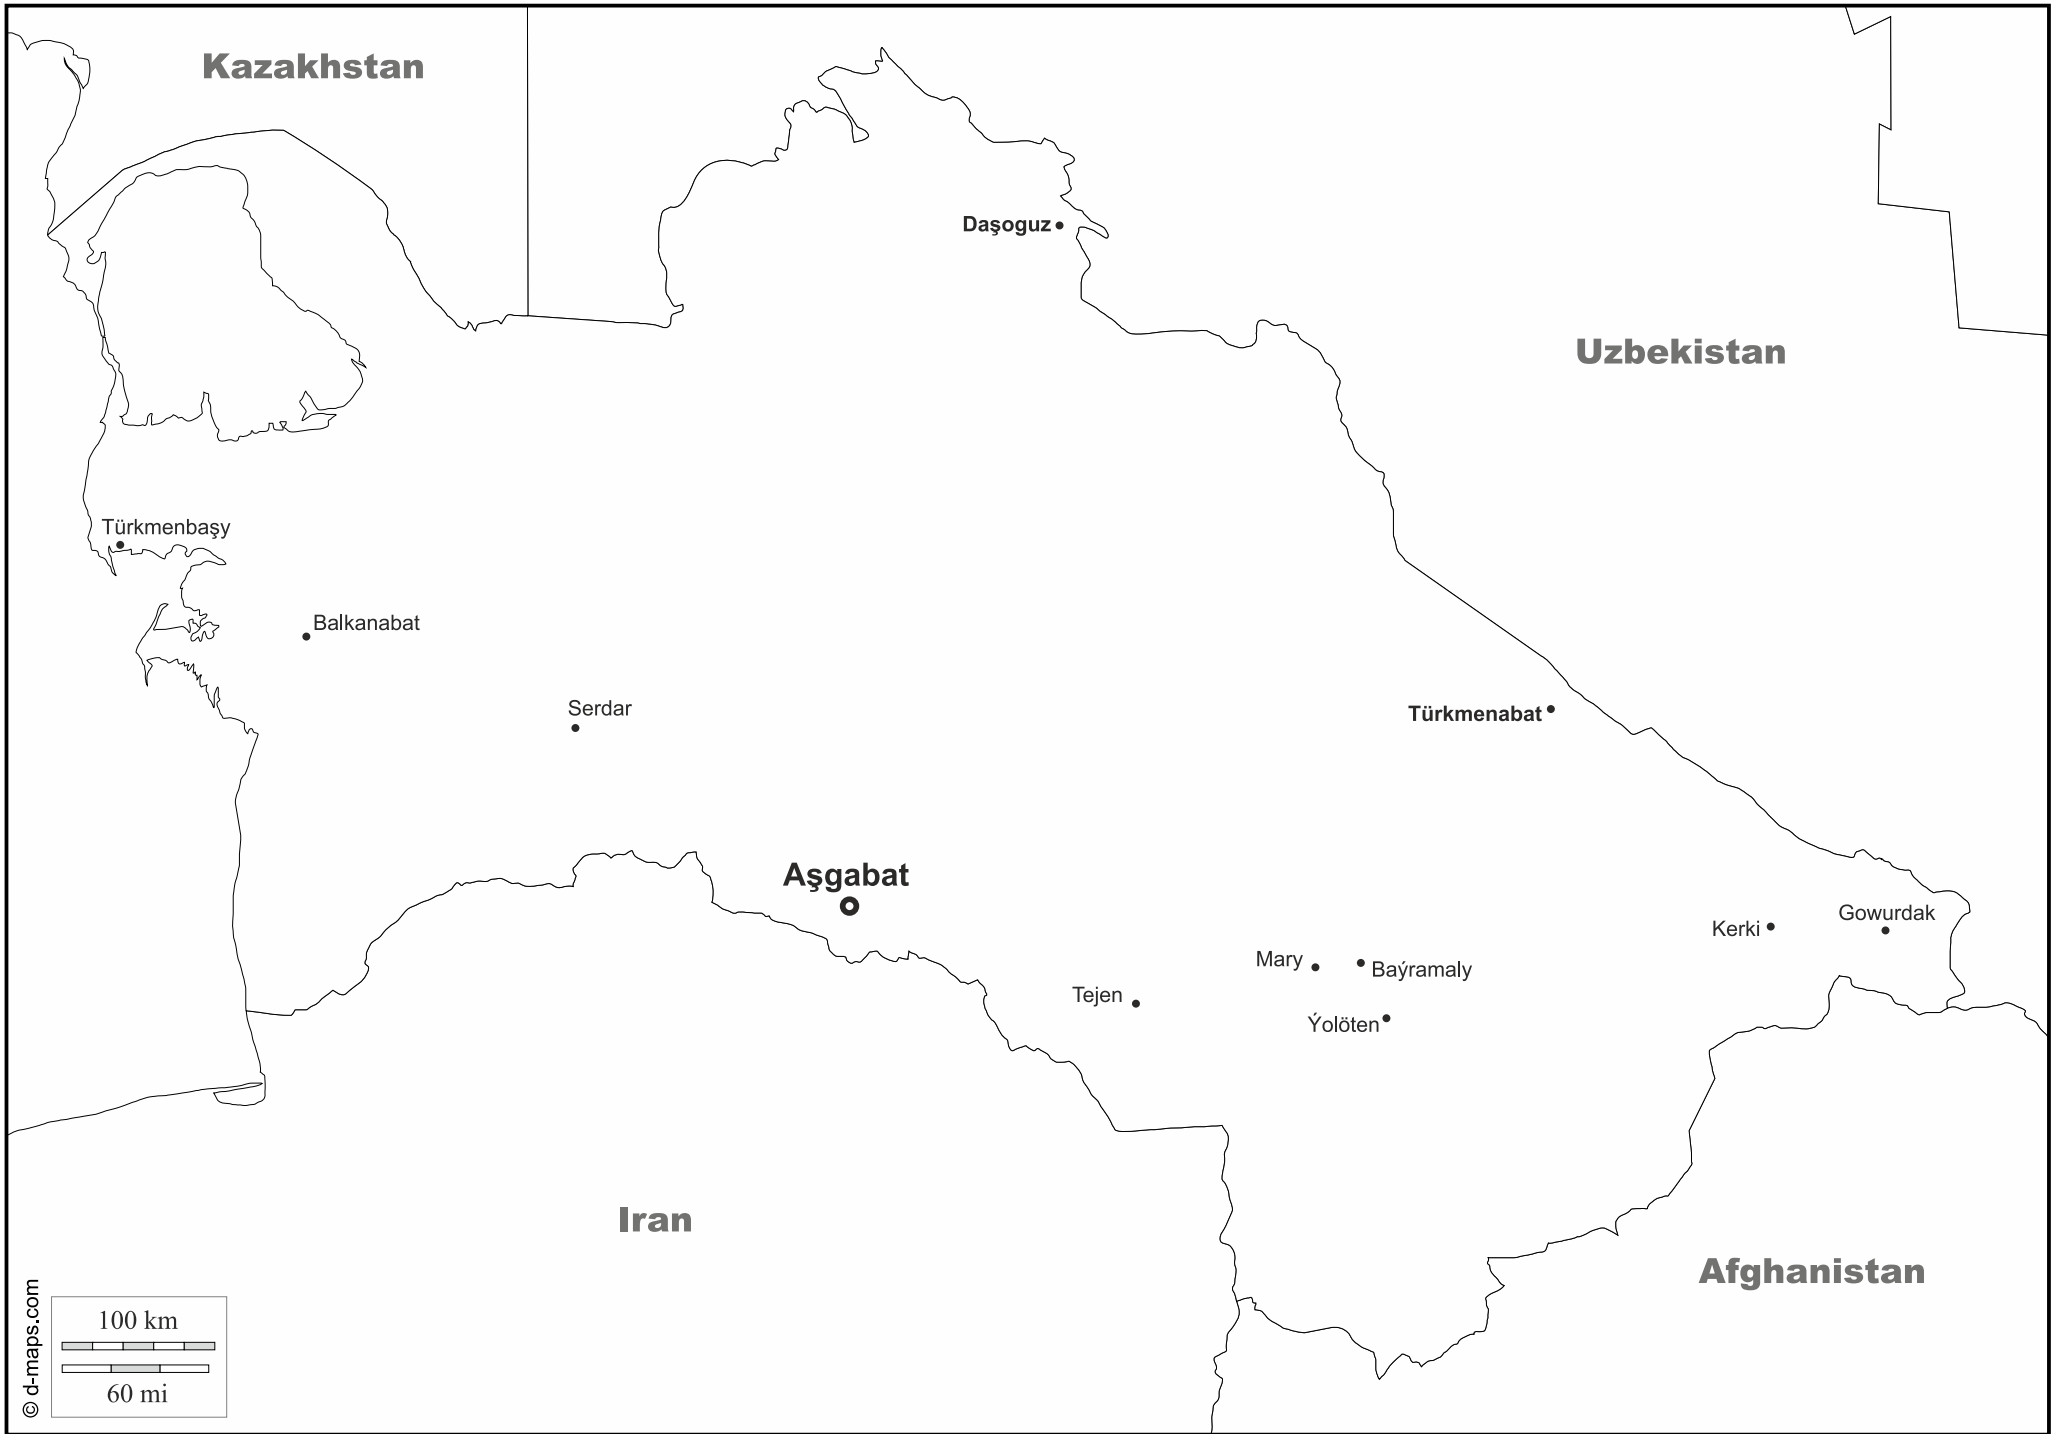 Kazakhstan
Daşoguz
Uzbekistan
Türkmenbaşy
Balkanabat
Serdar
Türkmenabat
Aşgabat
Gowurdak
Kerki
Mary
Baýramaly
Tejen
Ýolöten
Iran
Afghanistan
100 km
60 mi
© d-maps.com